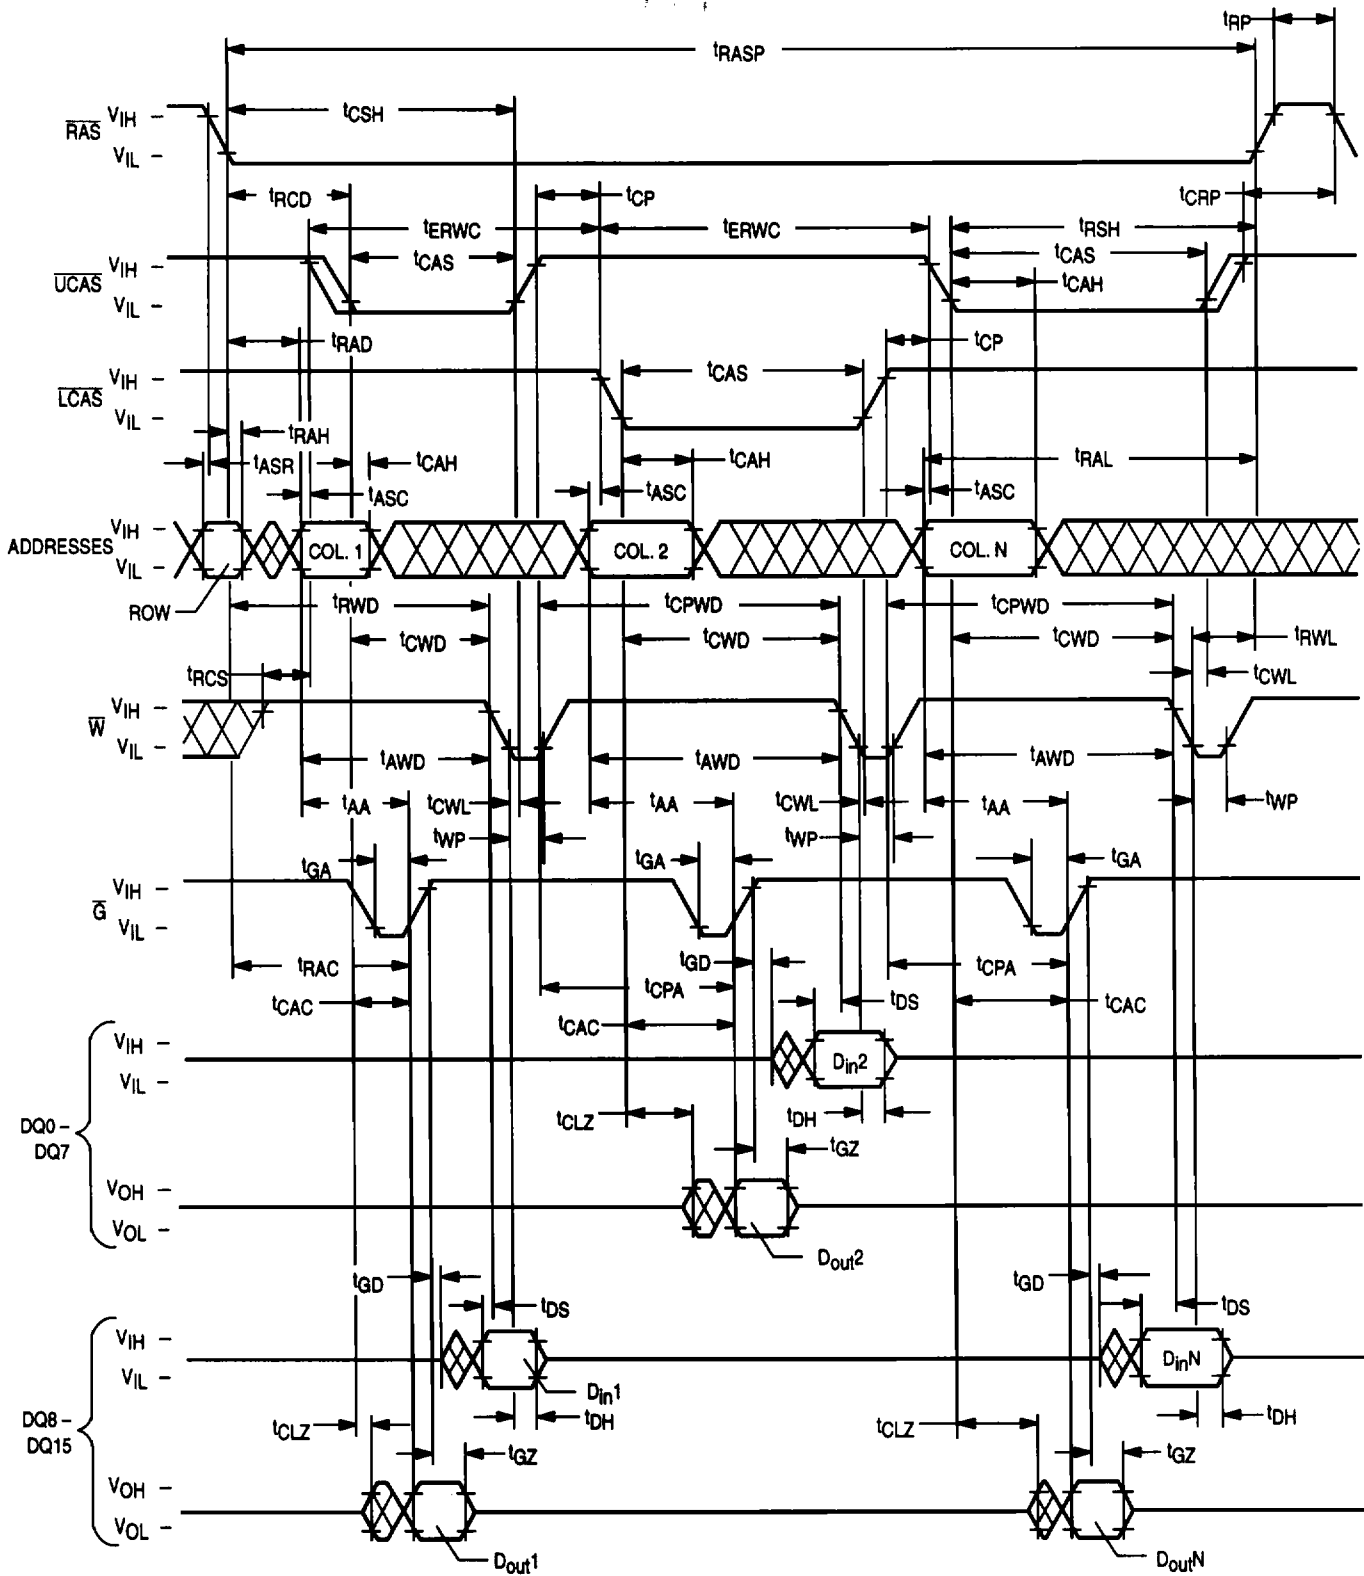 tRP
tRASP
tCSH
RAS VIH –
VIL –
tRCD tCP tCRP
tERWC tERWC tRSH
tCAS tCAS
UCAS VIH –
VIL –
tCAH
tRAD tCP
LCAS VIH –
VIL –
tCAS
tRAH
tASR tCAH tCAH tRAL
tASC tASC tASC
ADDRESSES VIH –
VIL –
COL. 1 COL. 2 COL. N
ROW
tRWD tCPWD tCPWD
tCWD tCWD tCWD tRWL
tRCS tCWL
W VIH –
VIL –
tAWD tAWD tAWD
tAA tCWL tAA tCWL tAA tWP
tWP tWP
tGA tGA tGA
G VIH –
VIL –
tRAC tGD tCPA
tCAC tCPA tDS tCAC
tCAC
DQ0 –
DQ7
VIH –
VIL –
Din2
tCLZ tDH
tGZ
VOH –
VOL –
Dout2
tGD tGD
tDS tDS
DQ8 –
DQ15
VIH –
VIL –
DinN
Din1
tCLZ tDH tCLZ tDH
tGZ tGZ
VOH –
VOL –
Dout1 DoutN